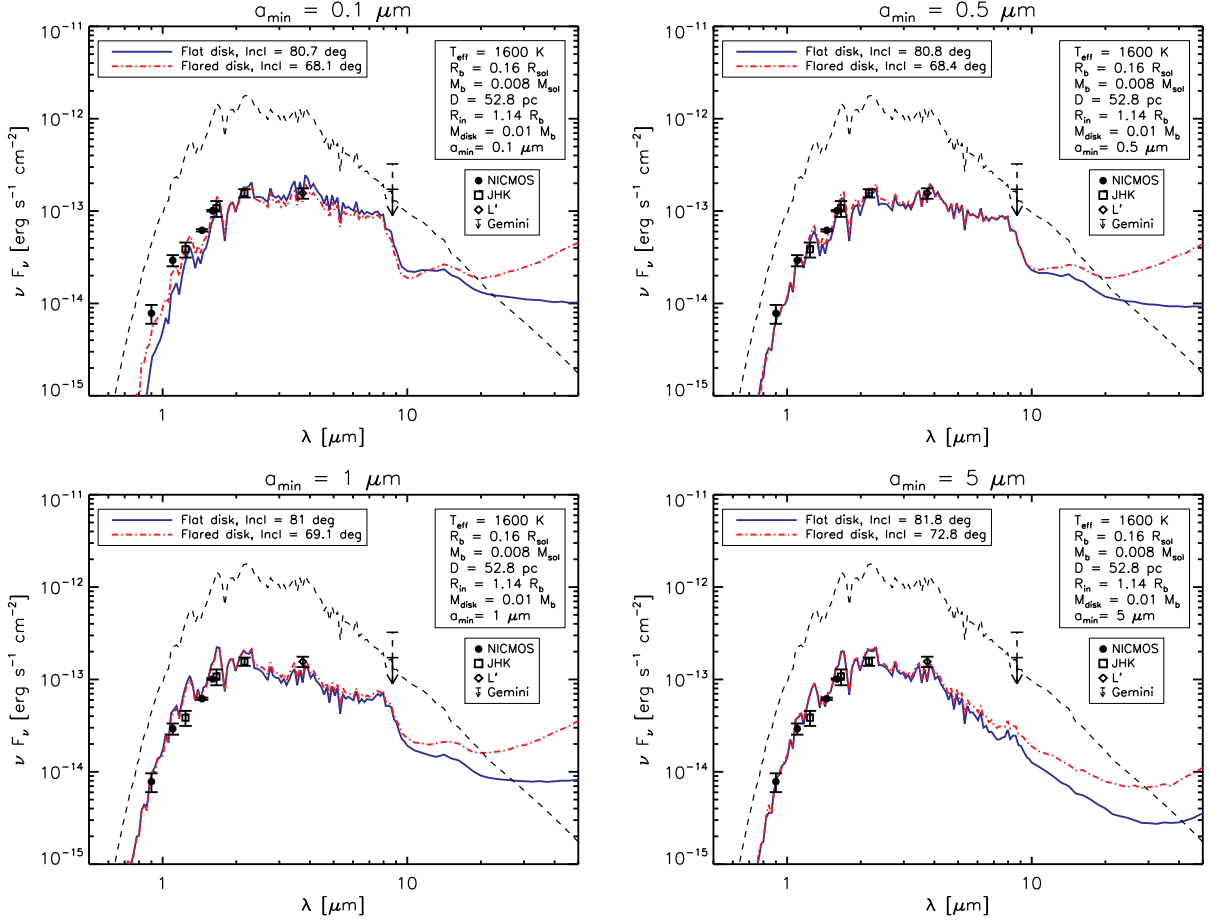 a_min = 0.1 μm
10^-11
10^-12
10^-13
10^-14
10^-15
ν F_ν [erg s^-1 cm^-2]
Flat disk, Incl = 80.7 deg
Flared disk, Incl = 68.1 deg
T_eff = 1600 K
R_b = 0.16 R_sol
M_b = 0.008 M_sol
D = 52.8 pc
R_in = 1.14 R_b
M_disk = 0.01 M_b
a_min= 0.1 μm
NICMOS
JHK
L'
Gemini
1
10
λ [μm]
a_min = 0.5 μm
10^-11
10^-12
10^-13
10^-14
10^-15
ν F_ν [erg s^-1 cm^-2]
Flat disk, Incl = 80.8 deg
Flared disk, Incl = 68.4 deg
T_eff = 1600 K
R_b = 0.16 R_sol
M_b = 0.008 M_sol
D = 52.8 pc
R_in = 1.14 R_b
M_disk = 0.01 M_b
a_min= 0.5 μm
NICMOS
JHK
L'
Gemini
1
10
λ [μm]
a_min = 1 μm
10^-11
10^-12
10^-13
10^-14
10^-15
ν F_ν [erg s^-1 cm^-2]
Flat disk, Incl = 81 deg
Flared disk, Incl = 69.1 deg
T_eff = 1600 K
R_b = 0.16 R_sol
M_b = 0.008 M_sol
D = 52.8 pc
R_in = 1.14 R_b
M_disk = 0.01 M_b
a_min= 1 μm
NICMOS
JHK
L'
Gemini
1
10
λ [μm]
a_min = 5 μm
10^-11
10^-12
10^-13
10^-14
10^-15
ν F_ν [erg s^-1 cm^-2]
Flat disk, Incl = 81.8 deg
Flared disk, Incl = 72.8 deg
T_eff = 1600 K
R_b = 0.16 R_sol
M_b = 0.008 M_sol
D = 52.8 pc
R_in = 1.14 R_b
M_disk = 0.01 M_b
a_min= 5 μm
NICMOS
JHK
L'
Gemini
1
10
λ [μm]